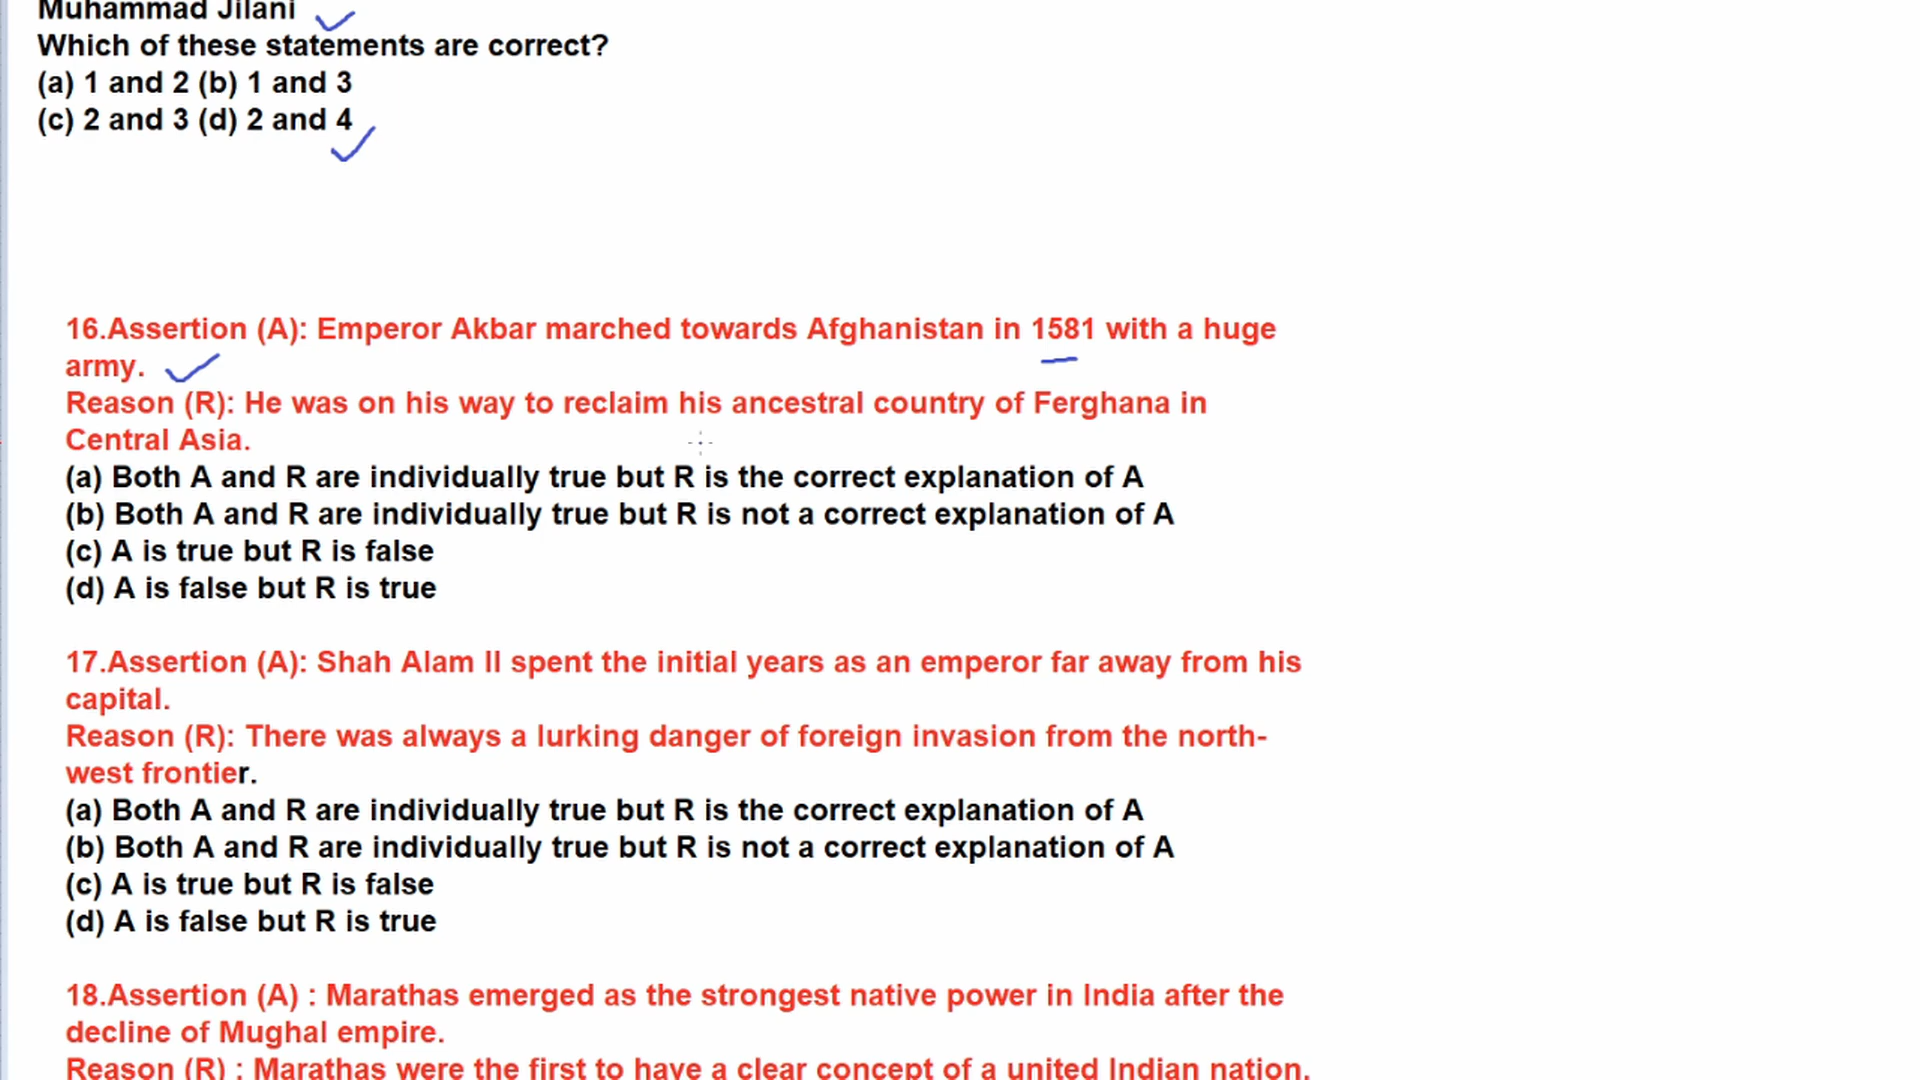 Muhammad Jilani
Which of these statements are correct?
(a) 1 and 2 (b) 1 and 3
(c) 2 and 3 (d) 2 and 4
16.Assertion (A): Emperor Akbar marched towards Afghanistan in 1581 with a huge
army.
Reason (R): He was on his way to reclaim his ancestral country of Ferghana in
Central Asia.
(a) Both A and R are individually true but R is the correct explanation of A
(b) Both A and R are individually true but R is not a correct explanation of A
(c) A is true but R is false
(d) A is false but R is true
17.Assertion (A): Shah Alam II spent the initial years as an emperor far away from his
capital.
Reason (R): There was always a lurking danger of foreign invasion from the north-
west frontier.
(a) Both A and R are individually true but R is the correct explanation of A
(b) Both A and R are individually true but R is not a correct explanation of A
(c) A is true but R is false
(d) A is false but R is true
18.Assertion (A) : Marathas emerged as the strongest native power in India after the
decline of Mughal empire.
Reason (R) : Marathas were the first to have a clear concept of a united Indian nation.